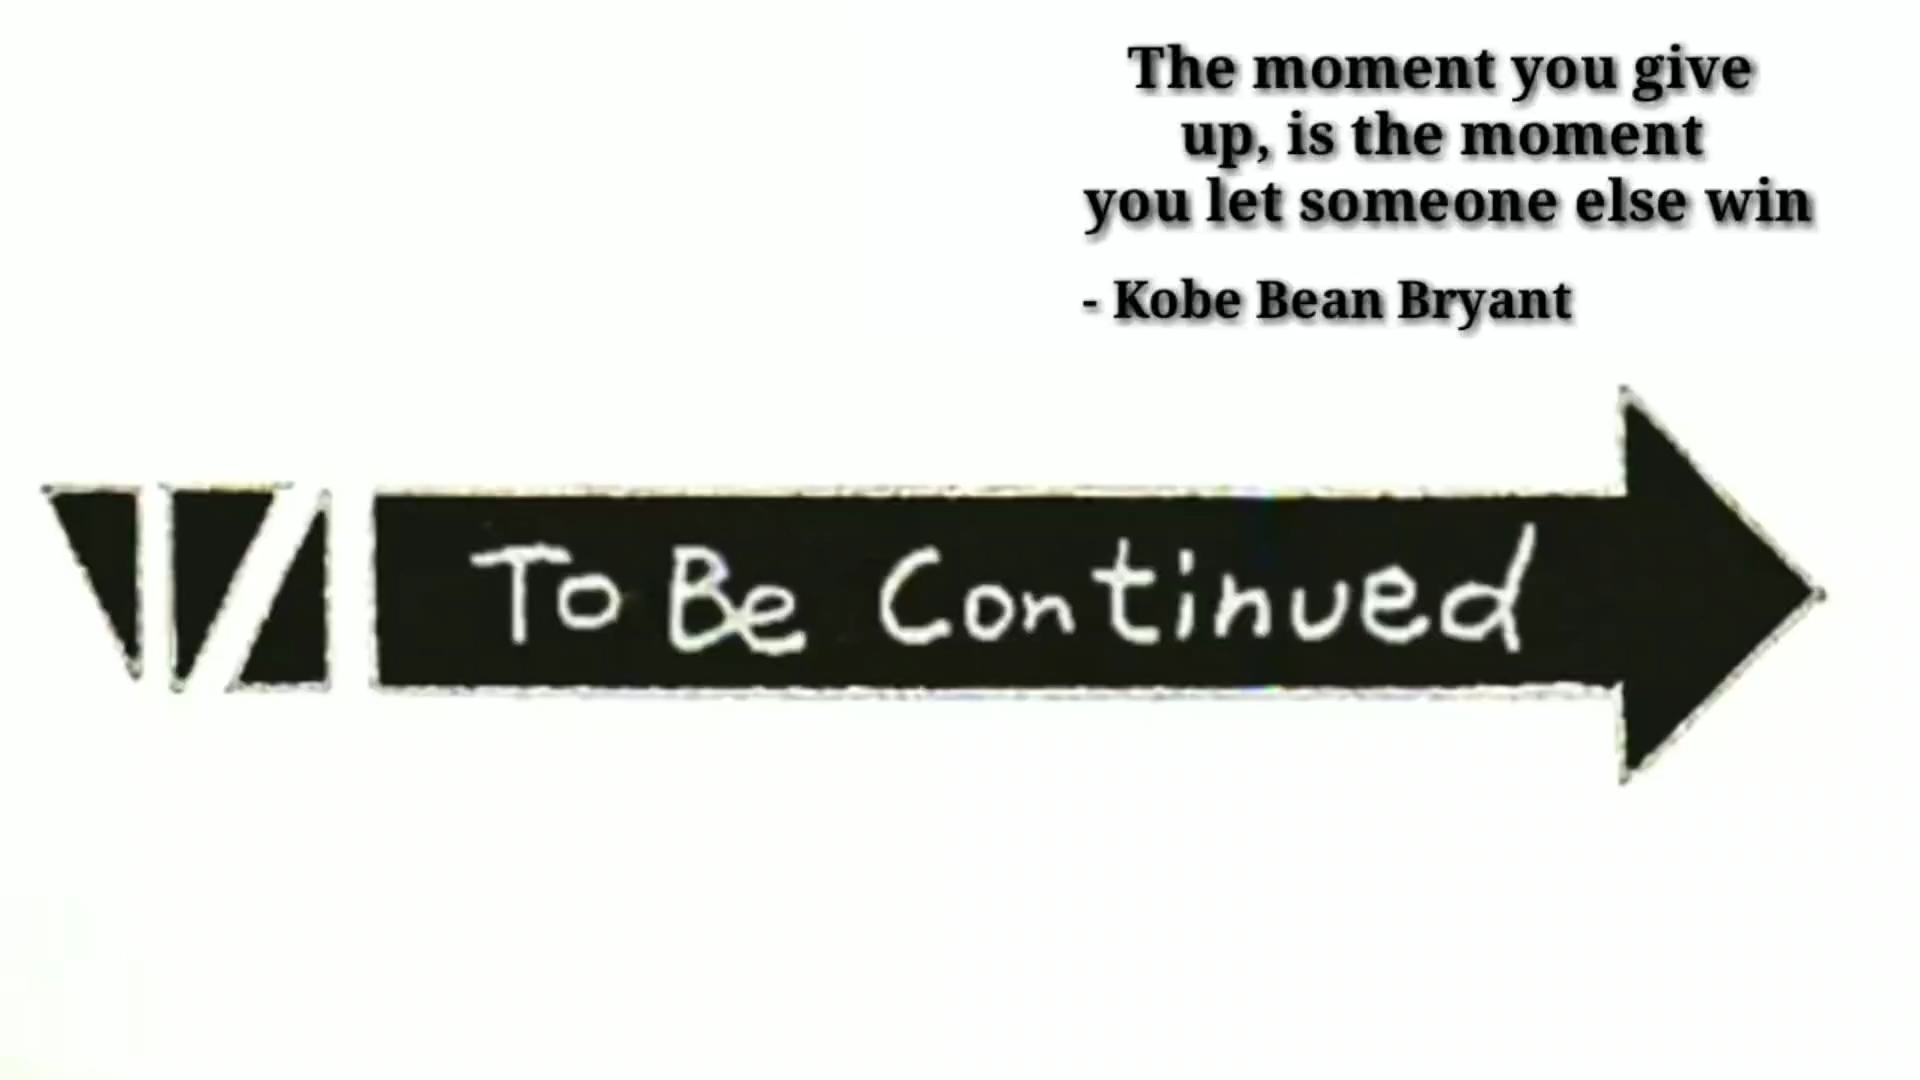 The moment you give
up, is the moment
you let someone else win
- Kobe Bean Bryant
To Be Continued